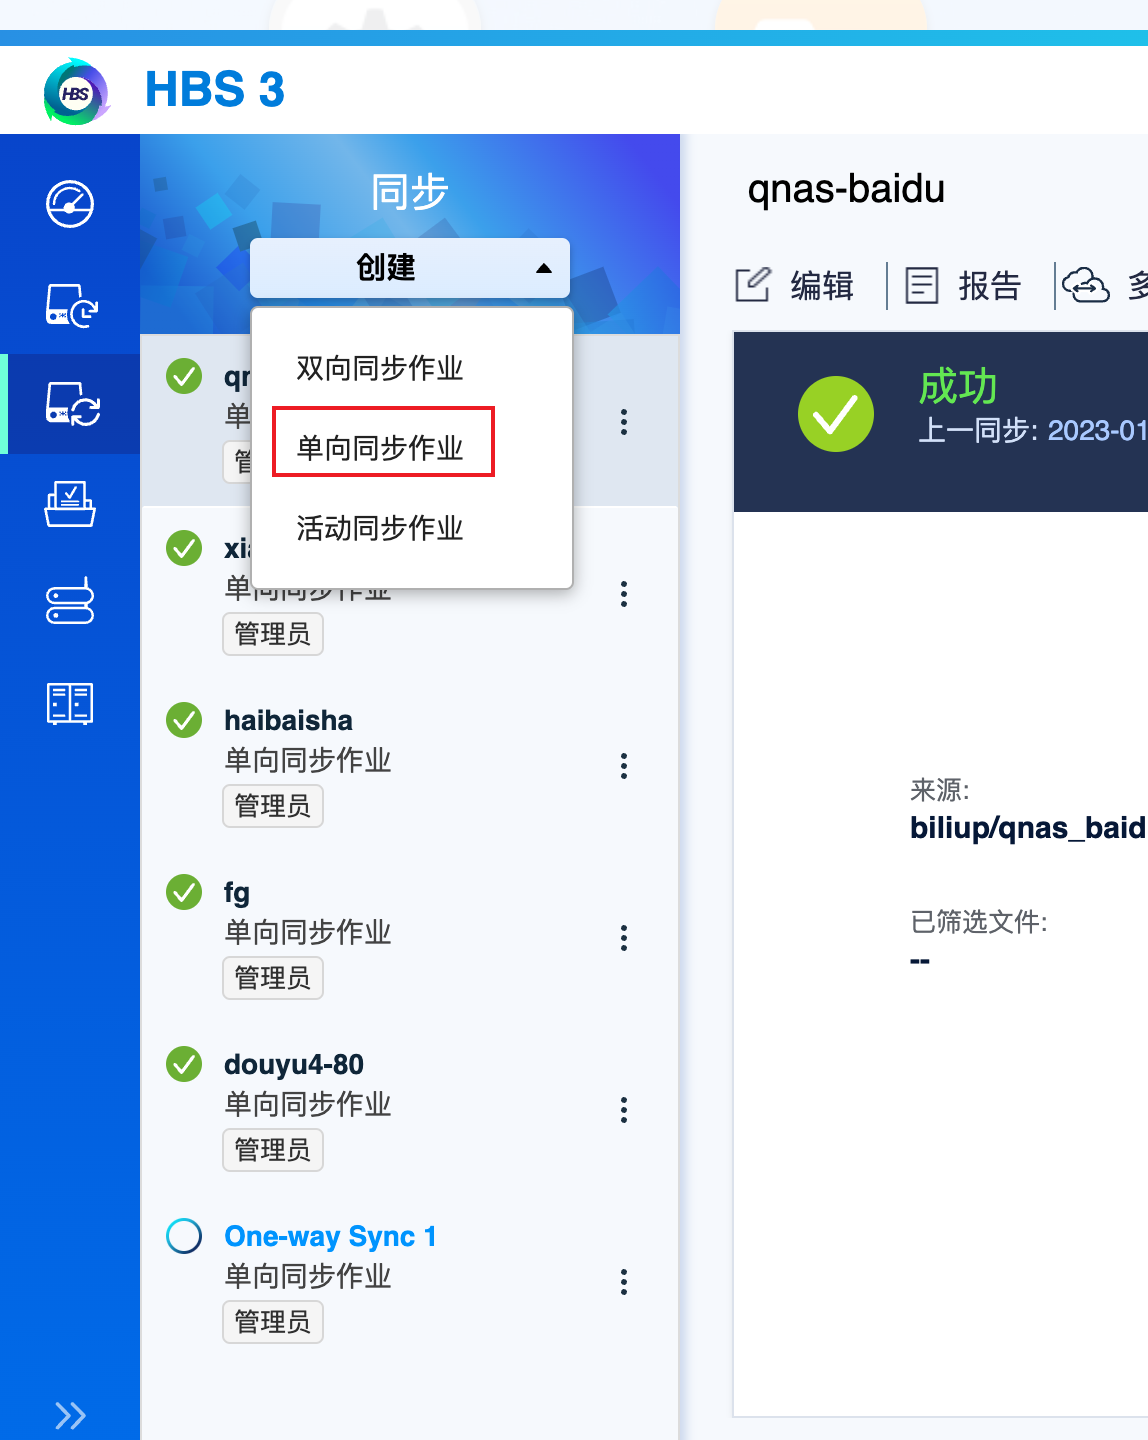 HBS
HBS 3
同步
创建
双向同步作业
单向同步作业
活动同步作业
单
单向同步作业
管理员
haibaisha
单向同步作业
管理员
fg
单向同步作业
管理员
douyu4-80
单向同步作业
管理员
One-way Sync 1
单向同步作业
管理员
qnas-baidu
编辑
报告
多
成功
上一同步: 2023-01
来源:
biliup/qnas_baid
已筛选文件:
--